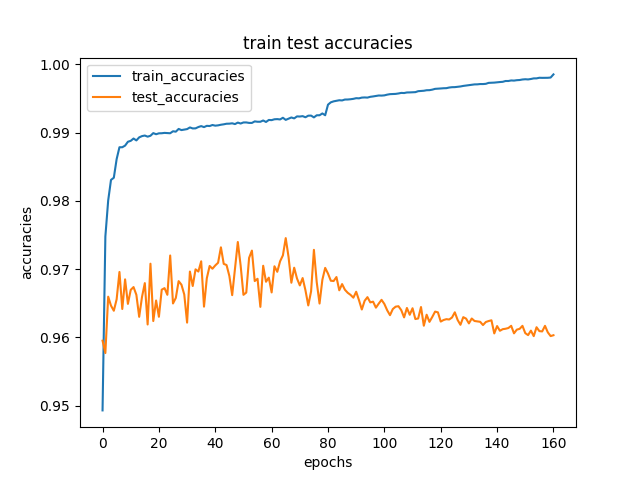 train test accuracies
train_accuracies
test_accuracies
accuracies
1.00
0.99
0.98
0.97
0.96
0.95
0 20 40 60 80 100 120 140 160
epochs